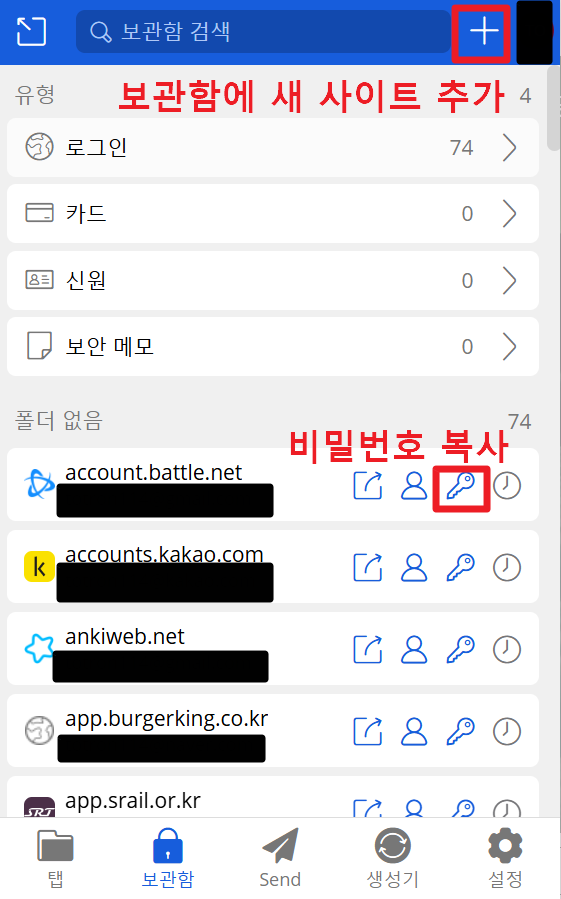 보관함 검색
보관함에 새 사이트 추가
유형 4
로그인 74
카드 0
신원 0
보안 메모 0
폴더 없음 74
비밀번호 복사
account.battle.net
k accounts.kakao.com
ankiweb.net
app.burgerking.co.kr
SRT app.srail.or.kr
탭 보관함 Send 생성기 설정